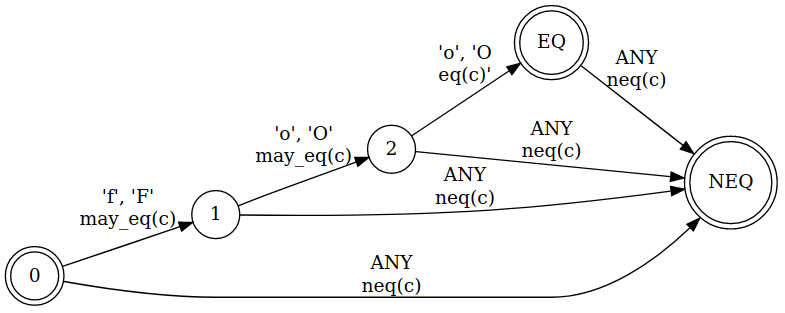 'o', 'O
eq(c)'
EQ
ANY
neq(c)
'o', 'O'
may_eq(c)
2
ANY
neq(c)
'f', 'F'
may_eq(c)
1
ANY
neq(c)
NEQ
0
ANY
neq(c)